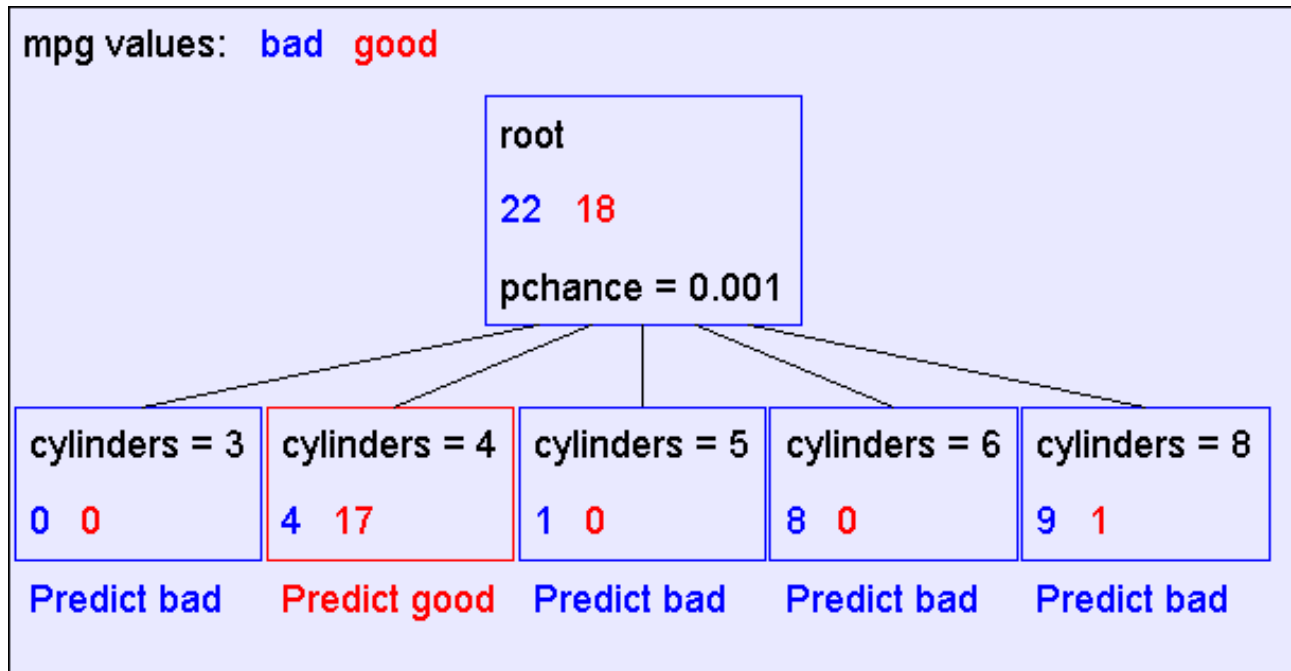 mpg values: bad good
root
22 18
pchance = 0.001
cylinders = 3
0 0
Predict bad
cylinders = 4
4 17
Predict good
cylinders = 5
1 0
Predict bad
cylinders = 6
8 0
Predict bad
cylinders = 8
9 1
Predict bad